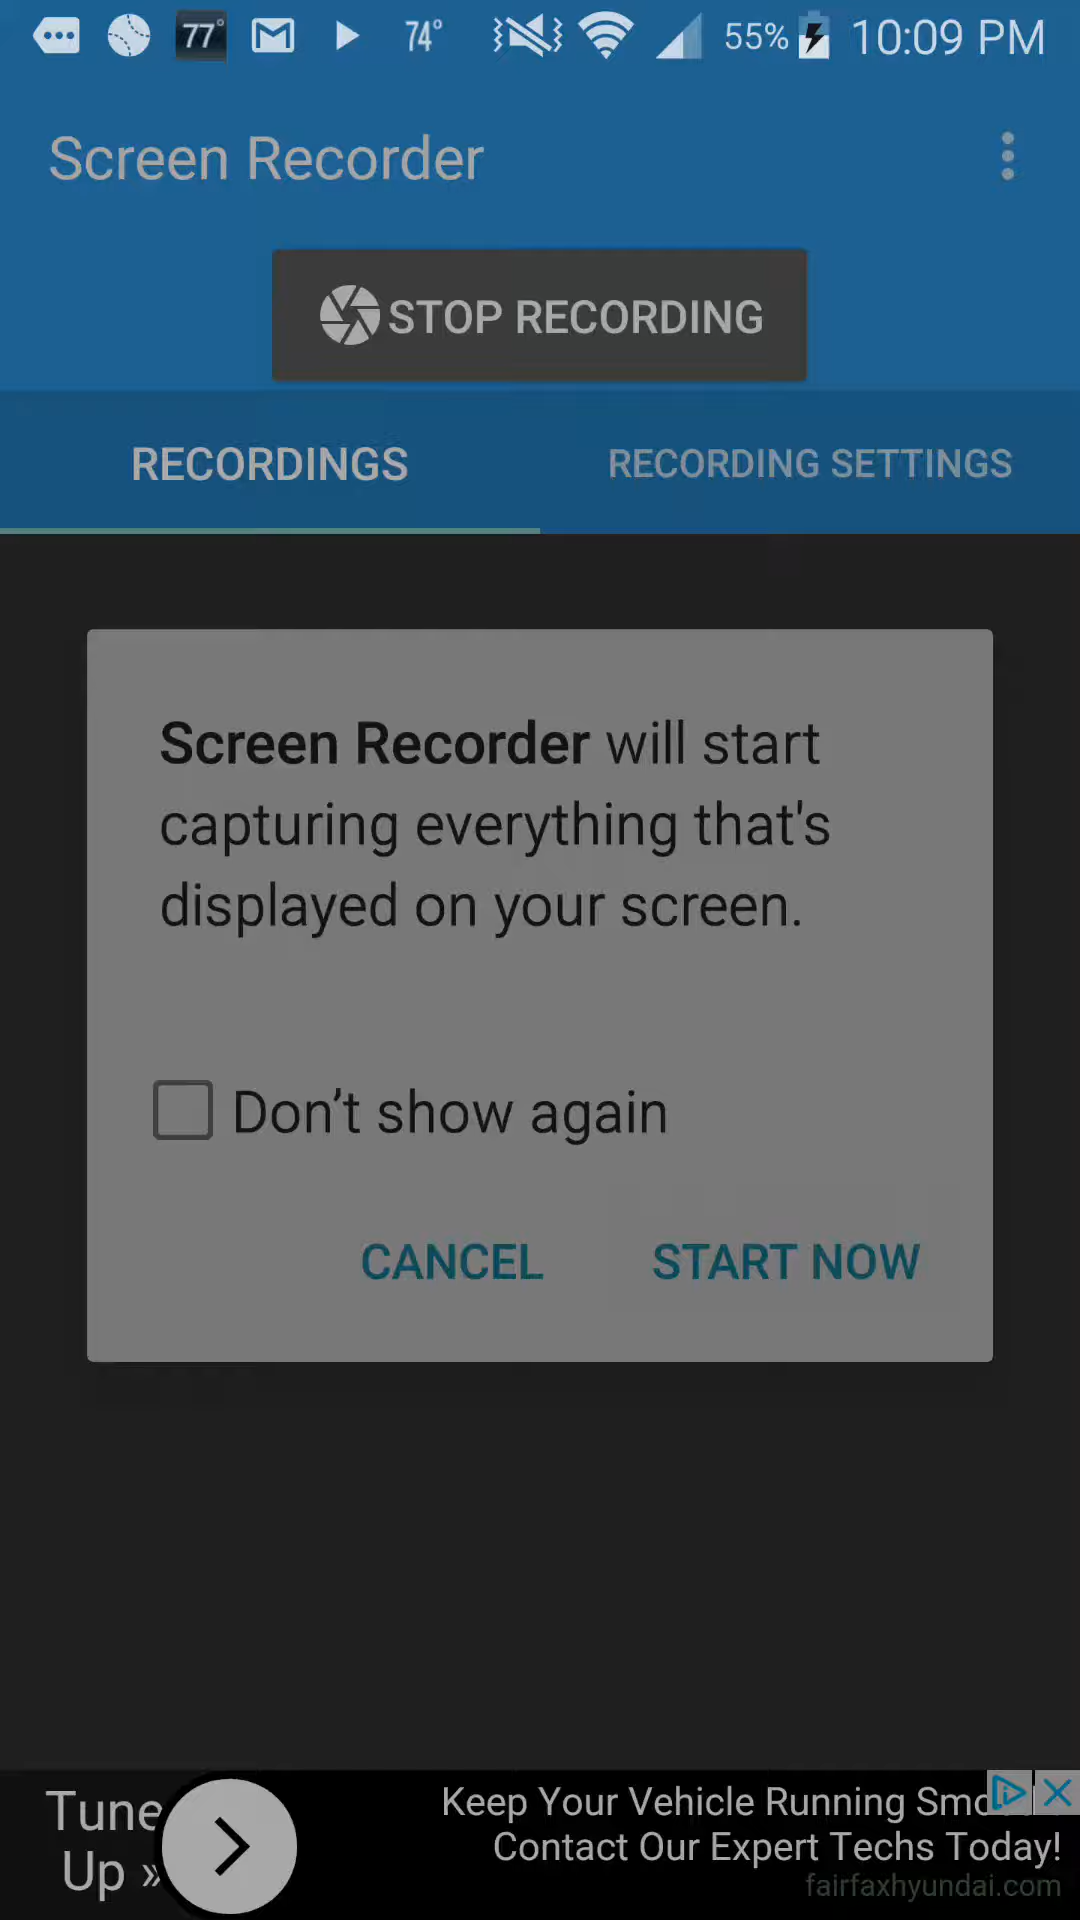 77° 74° 55% 10:09 PM
Screen Recorder
STOP RECORDING
RECORDINGS RECORDING SETTINGS
Screen Recorder will start
capturing everything that's
displayed on your screen.
Don’t show again
CANCEL START NOW
Tune
Up »
Keep Your Vehicle Running
Contact Our Expert Techs Today!
fairfaxhyundai.com